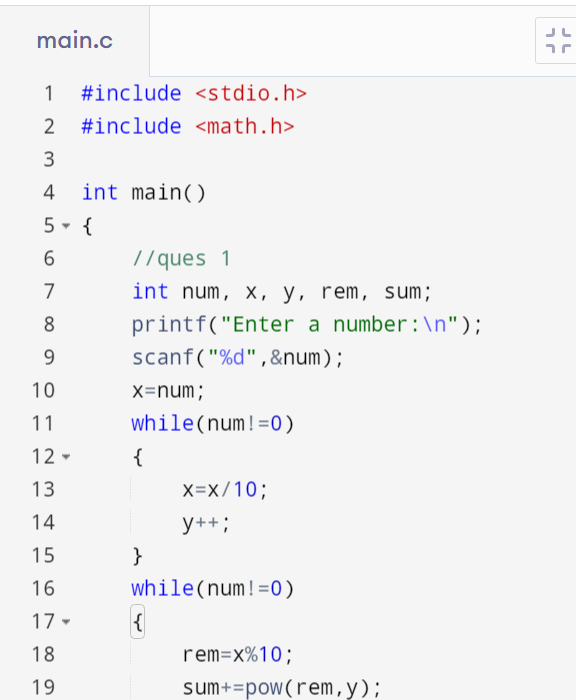 main.c
1 #include <stdio.h>
2 #include <math.h>
3
4 int main()
5 {
6 //ques 1
7 int num, x, y, rem, sum;
8 printf("Enter a number:\n");
9 scanf("%d",&num);
10 x=num;
11 while(num!=0)
12 {
13 x=x/10;
14 y++;
15 }
16 while(num!=0)
17 {
18 rem=x%10;
19 sum+=pow(rem,y);